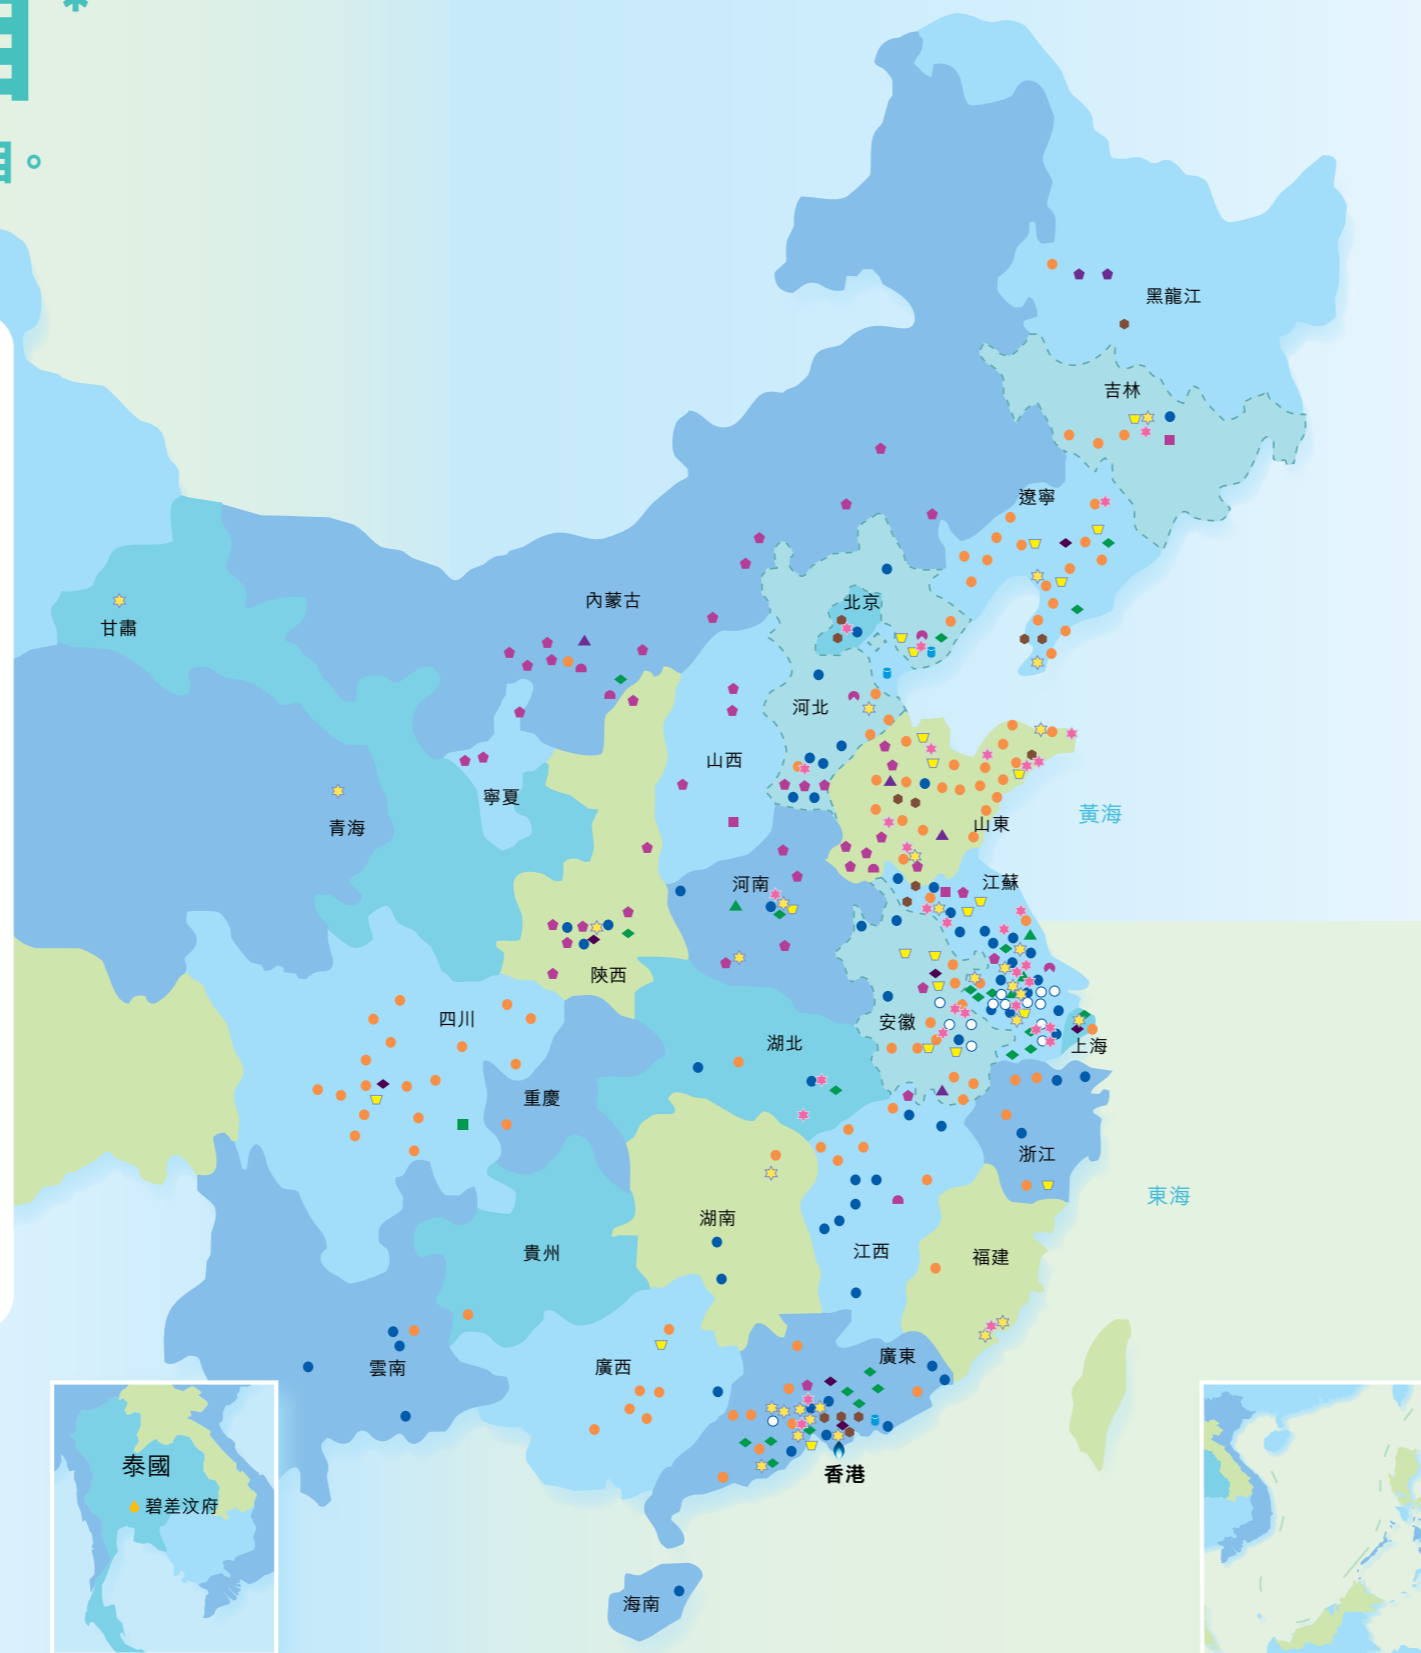 *
目。
黑龍江
吉林
遼寧
內蒙古
北京
甘肅
河北
山西
寧夏
山東
黃海
青海
河南
江蘇
陝西
四川
安徽
湖北
上海
重慶
浙江
東海
湖南
貴州
江西
福建
廣東
雲南
廣西
泰國
香港
碧差汶府
海南